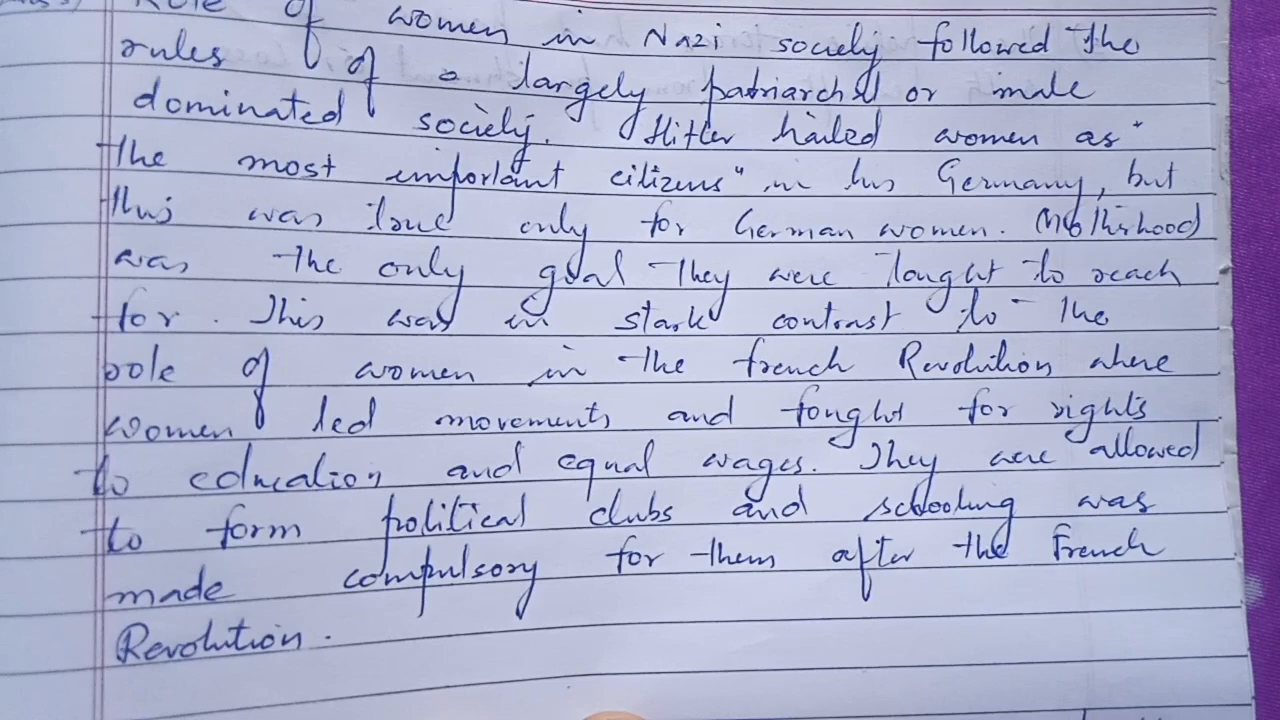 Role of women in Nazi society followed the
rules of a largely patriarchal or male
dominated society. Hitler hailed women as "
the most important citizens" in his Germany, but
this was true only for German women. Motherhood
was the only goal they were taught to reach
for. This was in stark contrast to the
role of women in the french Revolution where
women led movements and fought for rights
to education and equal wages. They were allowed
to form political clubs and schooling was
made compulsory for them after the French
Revolution.